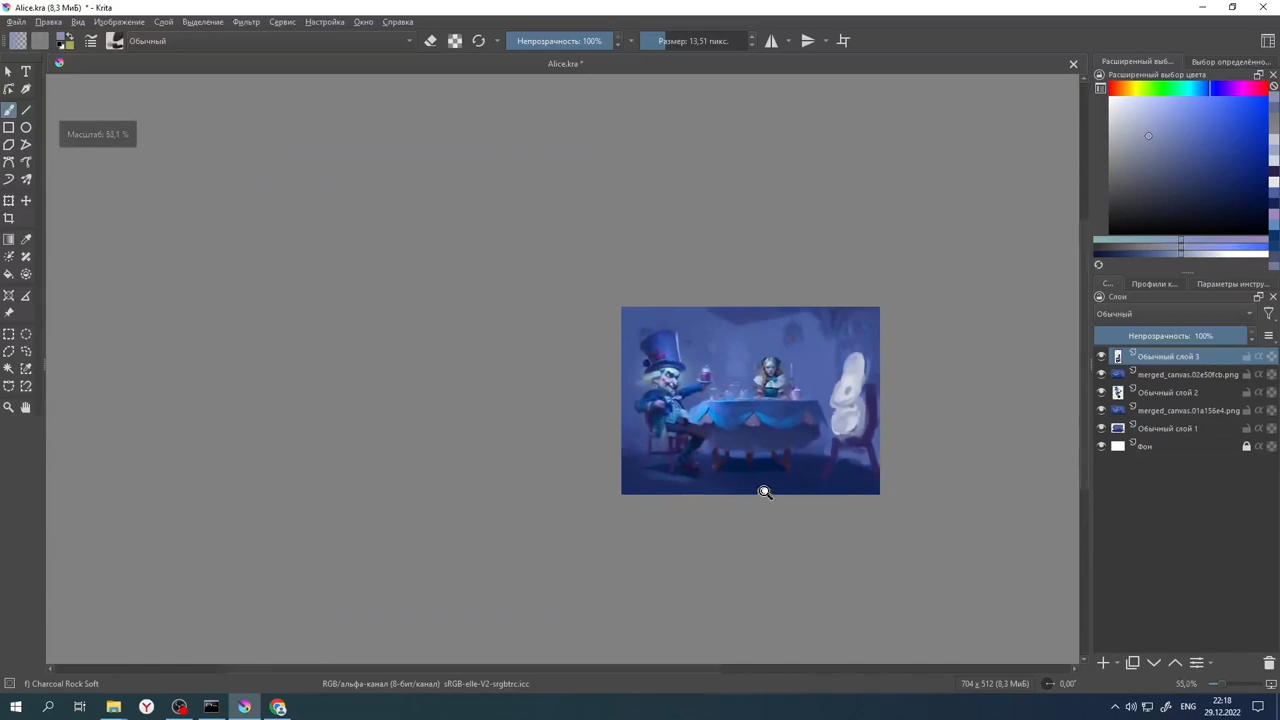 Alice.kra (8,3 МиБ) * - Krita
Файл Правка Вид Изображение Слой Выделение Фильтр Сервис Настройка Окно Справка
Обычный Непрозрачность: 100% Размер: 13,51 пикс.
Alice.kra *
Масштаб: 53,1 %
Расширенный выб... Выбор определённо...
Расширенный выбор цвета
С... Профили к... Параметры инстру...
Слои
Обычный
Непрозрачность: 100%
Обычный слой 3
merged_canvas.02e50fcb.png
Обычный слой 2
merged_canvas.01a156e4.png
Обычный слой 1
Фон
f) Charcoal Rock Soft RGB/альфа-канал (8-бит/канал) sRGB-elle-V2-srgbtrc.icc 704 x 512 (8,3 МиБ) 0,00° 55,0%
22:18
29.12.2022